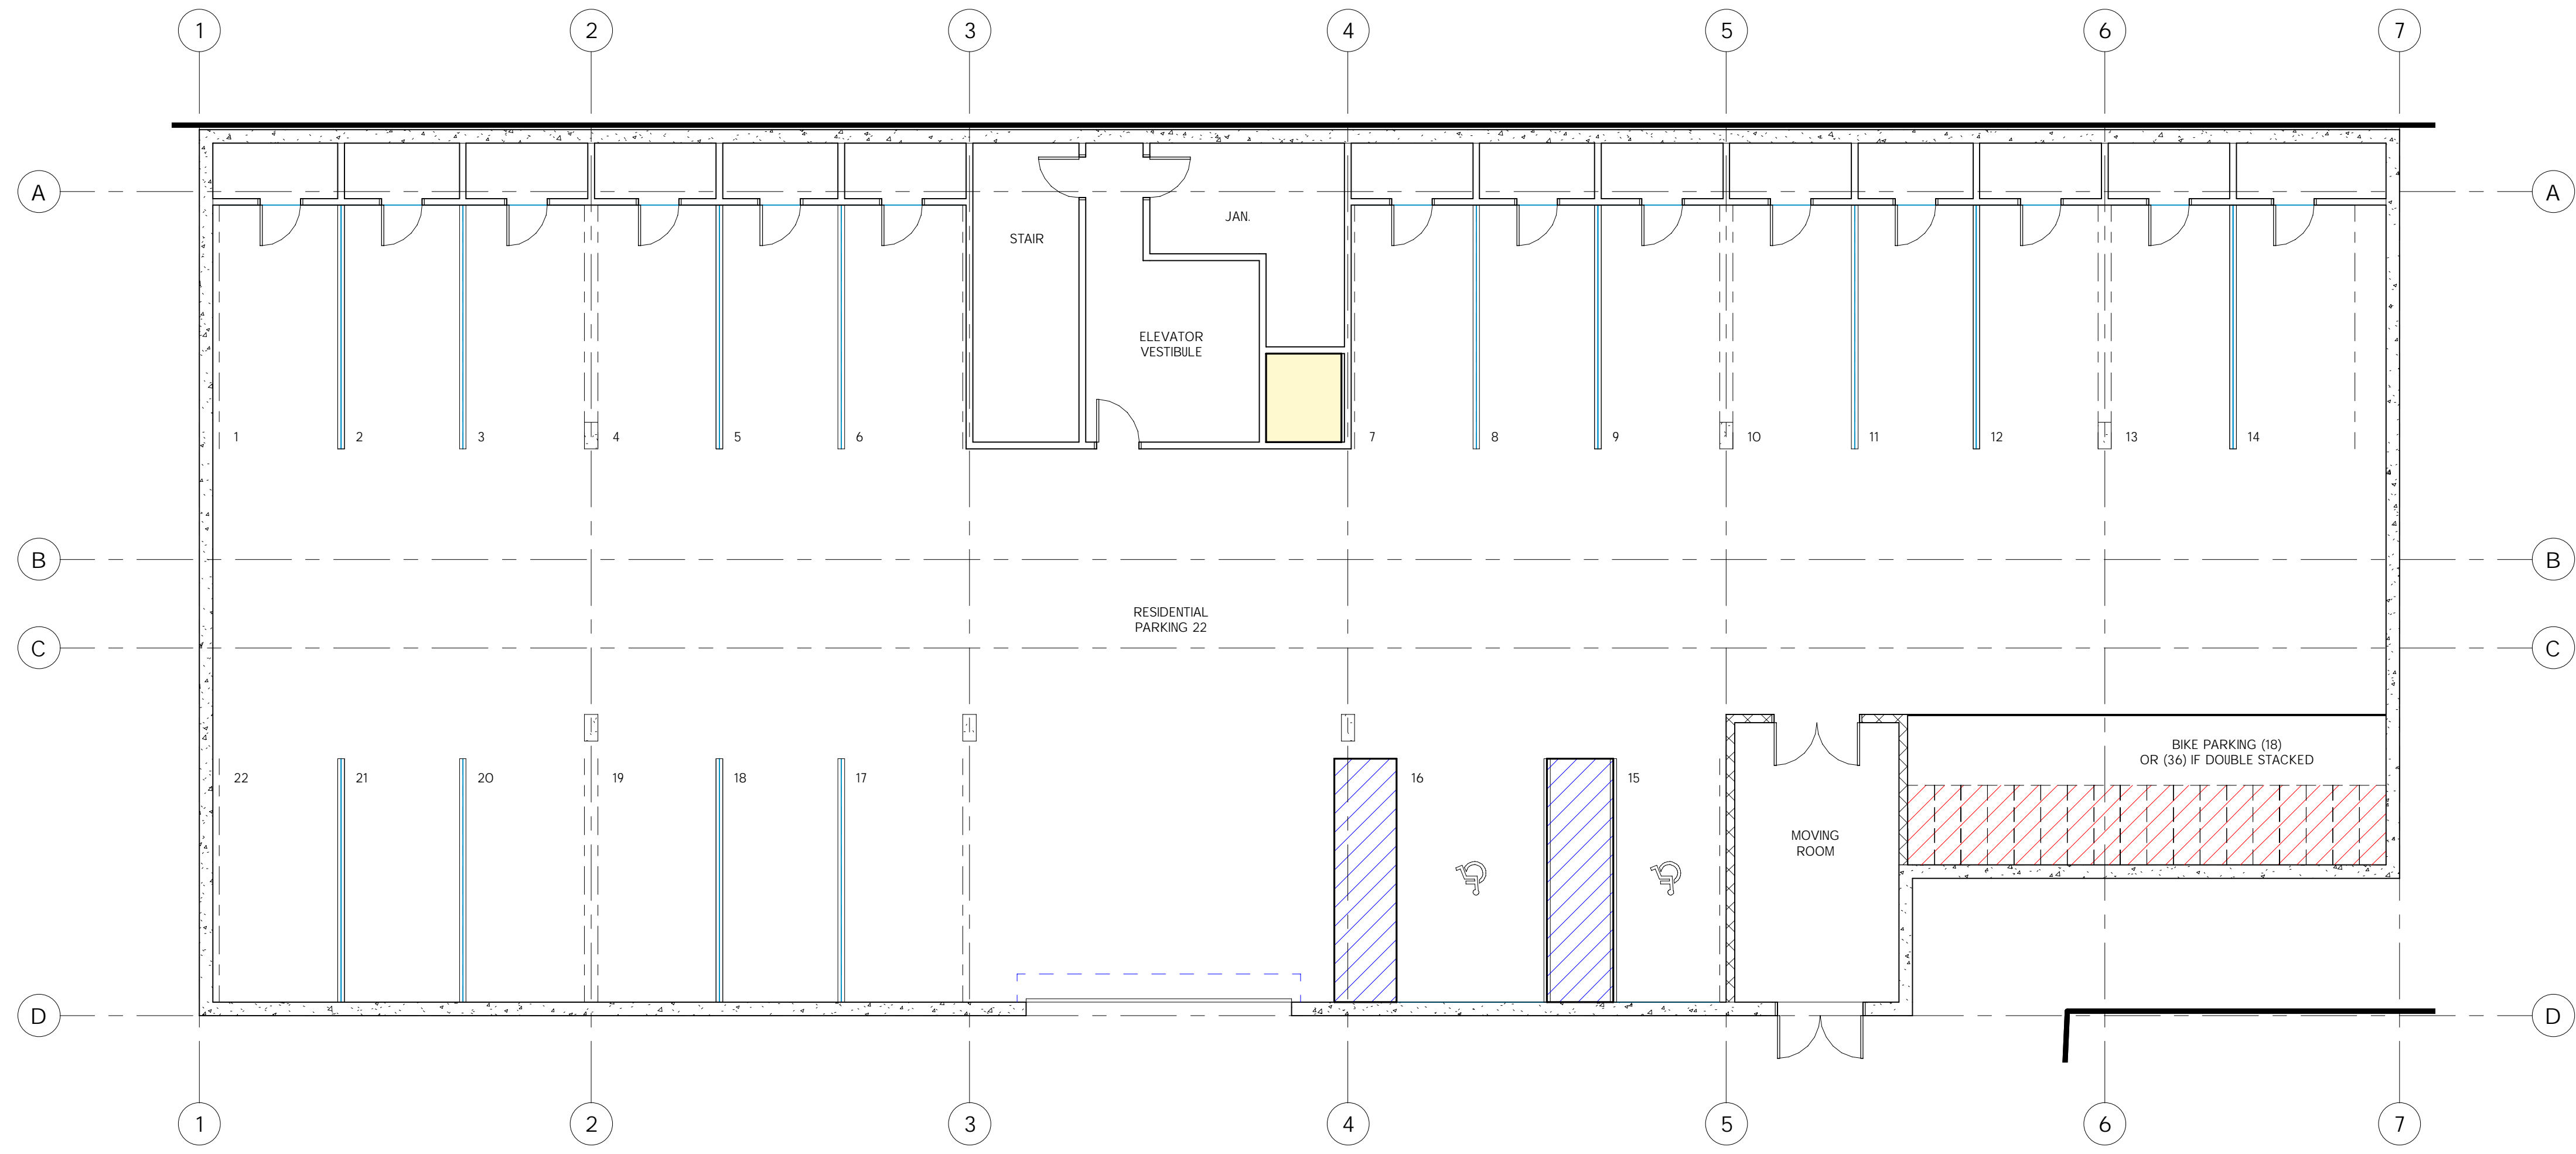 1 2 3 4 5 6 7
A A
JAN.
STAIR
ELEVATOR
VESTIBULE
1 2 3 4 5 6 7 8 9 10 11 12 13 14
B B
RESIDENTIAL
PARKING 22
C C
BIKE PARKING (18)
OR (36) IF DOUBLE STACKED
22 21 20 19 18 17 16 15
MOVING
ROOM
D D
1 2 3 4 5 6 7